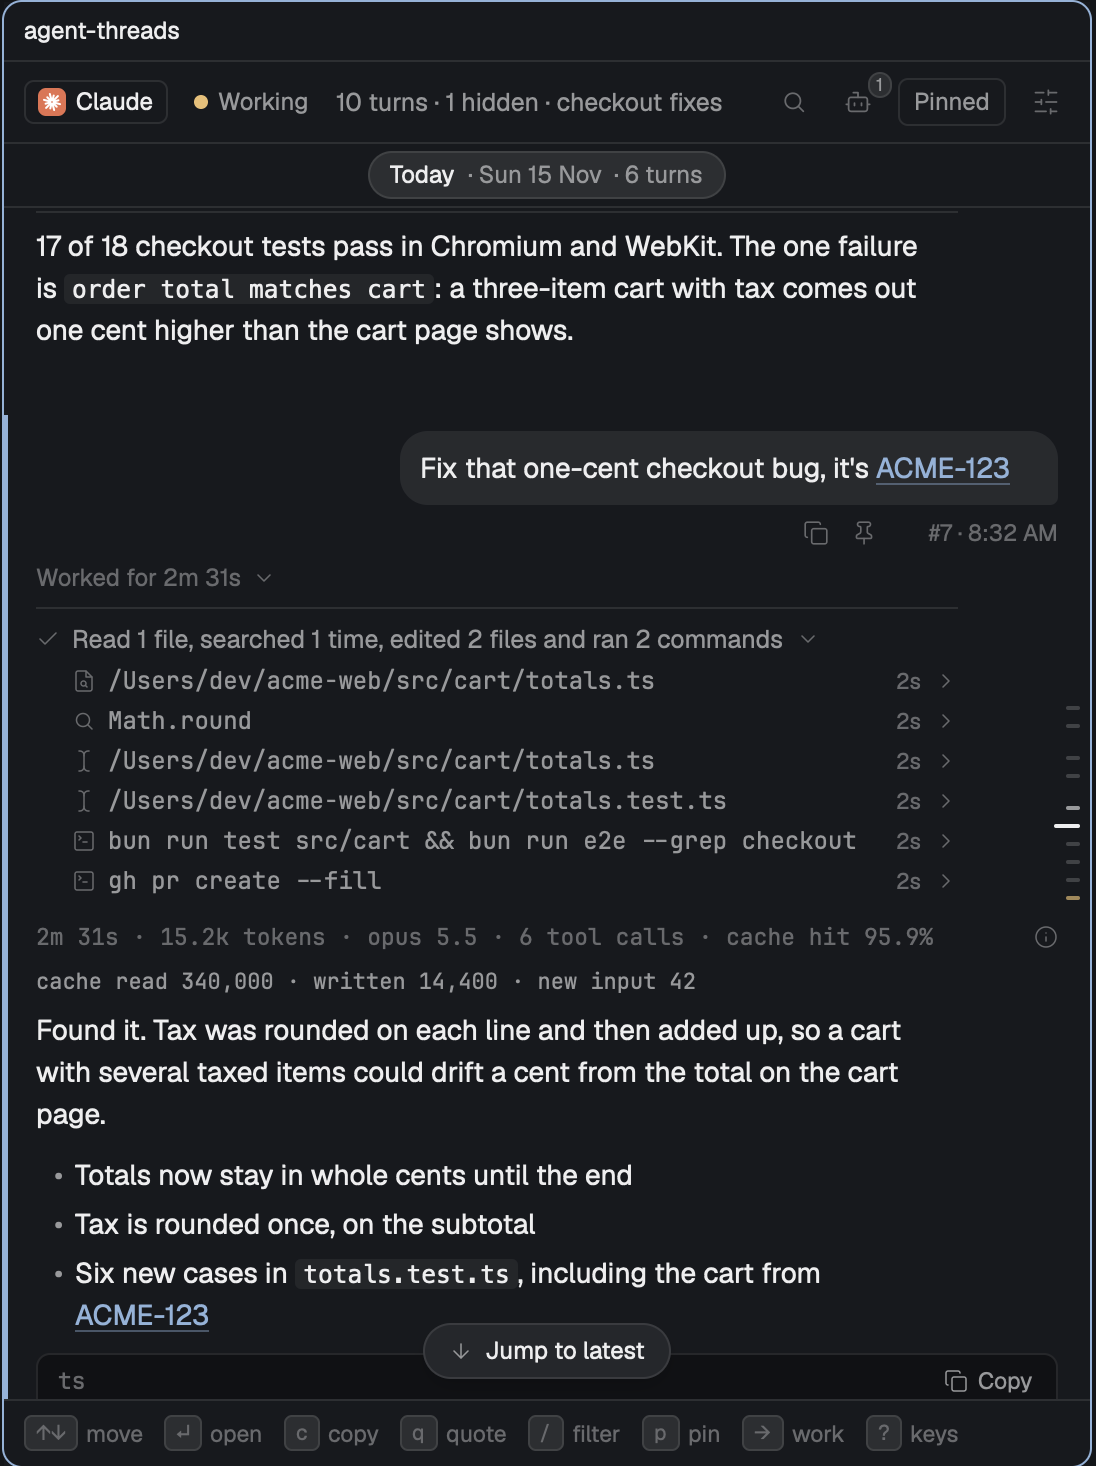 agent-threads
Claude Working 10 turns · 1 hidden · checkout fixes 1 Pinned
Today · Sun 15 Nov · 6 turns
17 of 18 checkout tests pass in Chromium and WebKit. The one failure
is order total matches cart: a three-item cart with tax comes out
one cent higher than the cart page shows.
Fix that one-cent checkout bug, it's ACME-123
#7 · 8:32 AM
Worked for 2m 31s
Read 1 file, searched 1 time, edited 2 files and ran 2 commands
/Users/dev/acme-web/src/cart/totals.ts 2s
Math.round 2s
/Users/dev/acme-web/src/cart/totals.ts 2s
/Users/dev/acme-web/src/cart/totals.test.ts 2s
bun run test src/cart && bun run e2e --grep checkout 2s
gh pr create --fill 2s
2m 31s · 15.2k tokens · opus 5.5 · 6 tool calls · cache hit 95.9%
cache read 340,000 · written 14,400 · new input 42
Found it. Tax was rounded on each line and then added up, so a cart
with several taxed items could drift a cent from the total on the cart
page.
• Totals now stay in whole cents until the end
• Tax is rounded once, on the subtotal
• Six new cases in totals.test.ts, including the cart from
ACME-123
↓ Jump to latest
ts Copy
↑↓ move ↵ open c copy q quote / filter p pin → work ? keys